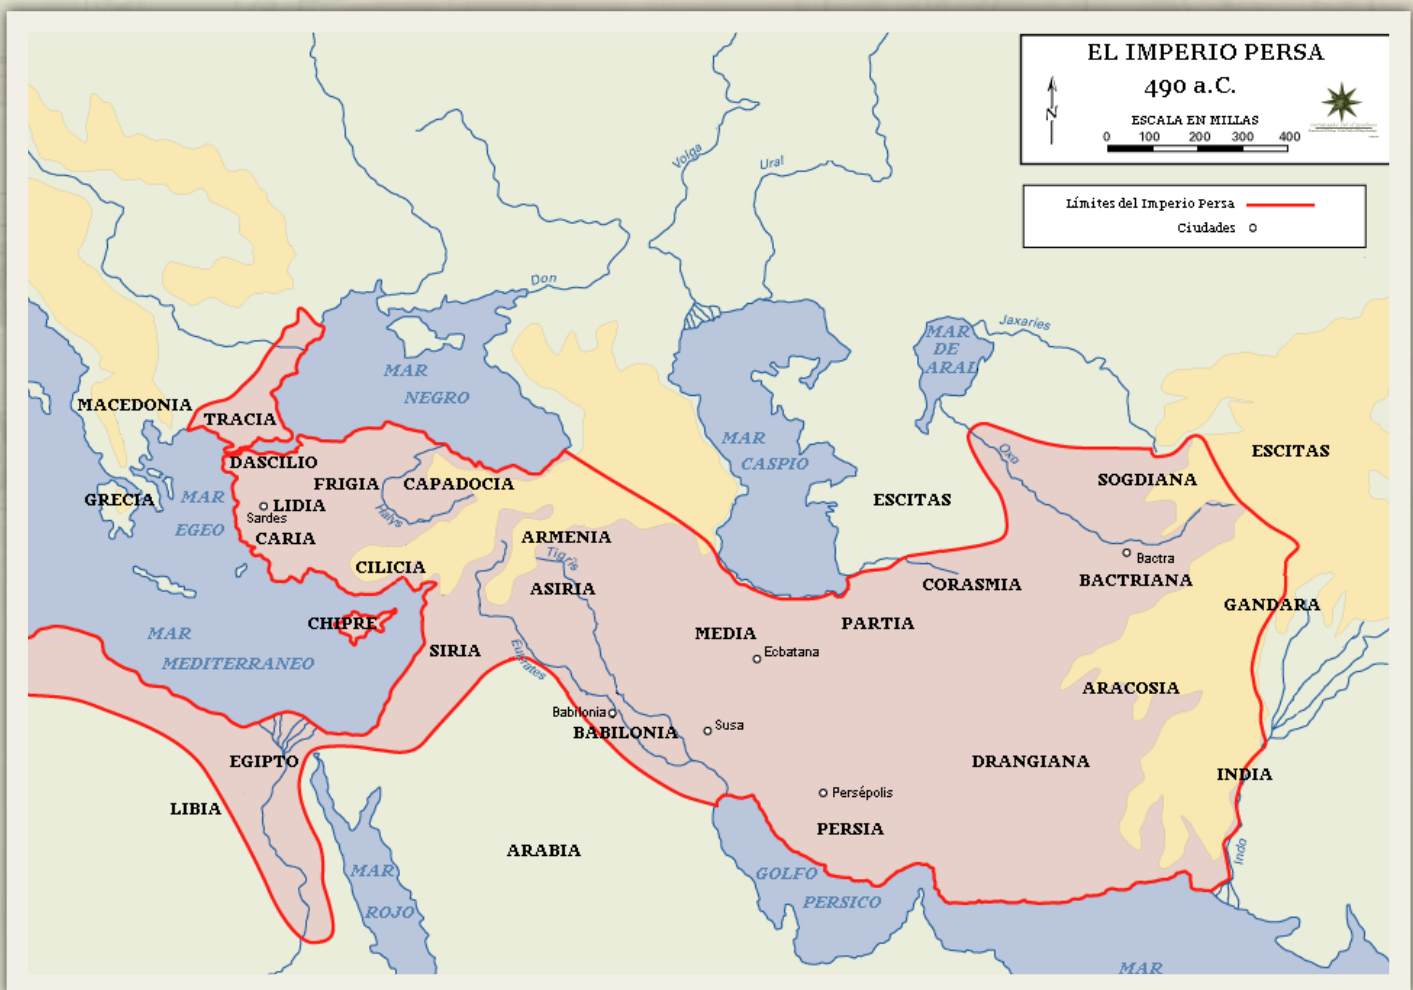 EL IMPERIO PERSA
490 a.C.
N
ESCALA EN MILLAS
0 100 200 300 400
Límites del Imperio Persa
Ciudades
Volga
Ural
Don
Jaxaries
MAR
DE
ARAL
MAR
NEGRO
MACEDONIA
TRACIA
MAR
CASPIO
Oxo
ESCITAS
DASCILIO
FRIGIA
CAPADOCIA
SOGDIANA
GRECIA
MAR
EGEO
LIDIA
Sardes
Halys
ESCITAS
CARIA
ARMENIA
Tigris
CILICIA
ASIRIA
CORASMIA
Bactra
BACTRIANA
GANDARA
CHIPRE
MAR
MEDITERRANEO
SIRIA
Eufrates
MEDIA
Ecbatana
PARTIA
ARACOSIA
Babilonia
BABILONIA
Susa
EGIPTO
DRANGIANA
INDIA
LIBIA
Persépolis
PERSIA
ARABIA
Indo
MAR
ROJO
GOLFO
PERSICO
MAR